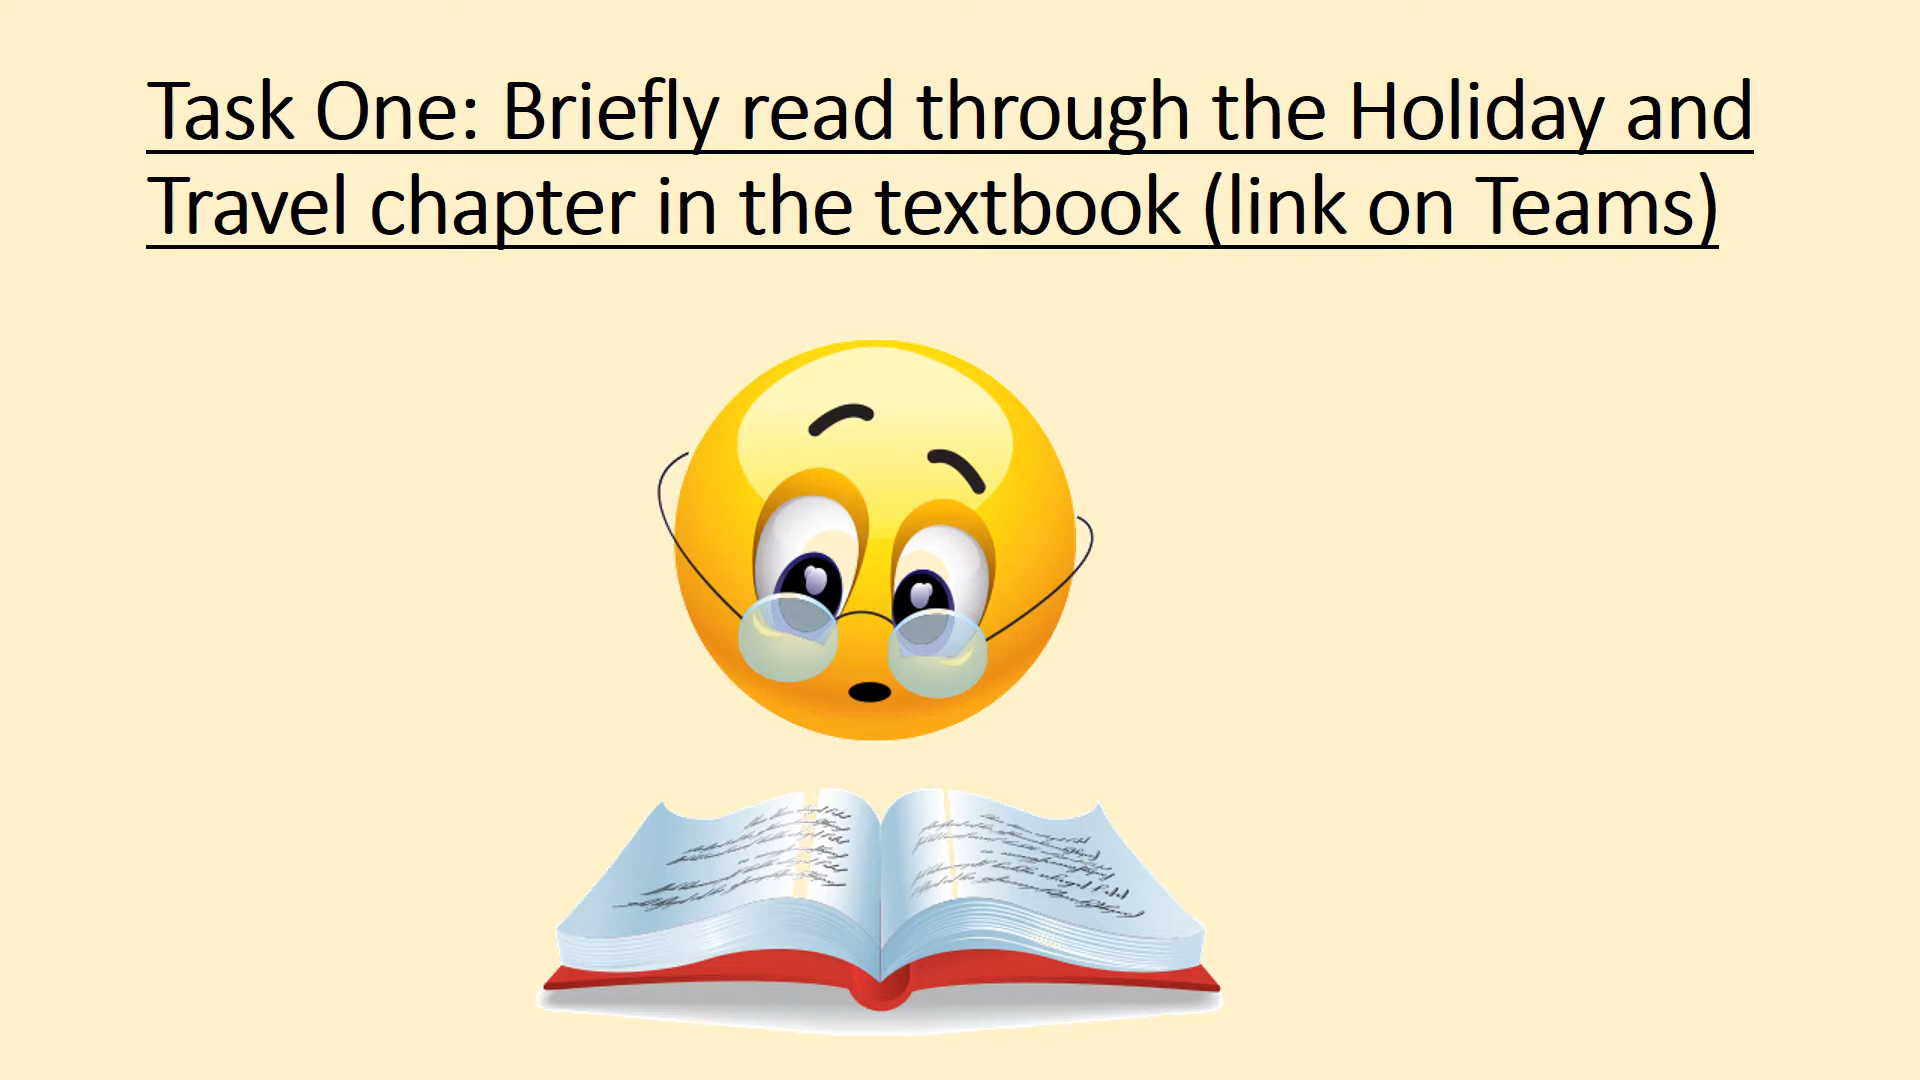 Task One: Briefly read through the Holiday and
Travel chapter in the textbook (link on Teams)